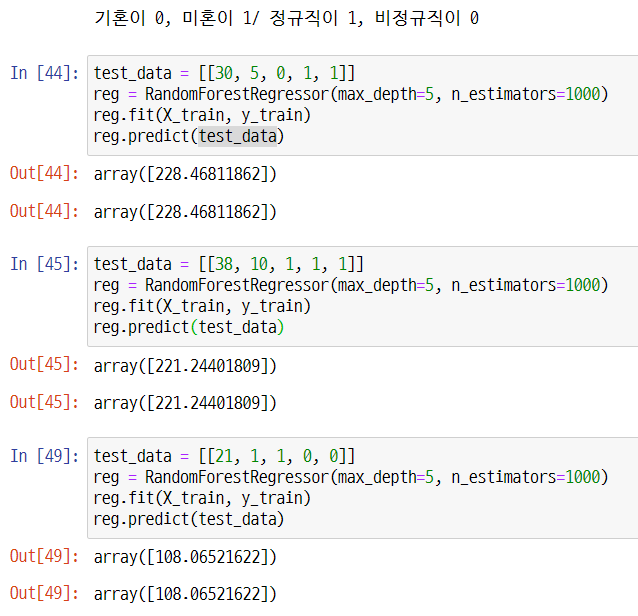 기혼이 0, 미혼이 1/ 정규직이 1, 비정규직이 0
In [44]: test_data = [[30, 5, 0, 1, 1]]
reg = RandomForestRegressor(max_depth=5, n_estimators=1000)
reg.fit(X_train, y_train)
reg.predict(test_data)
Out[44]: array([228.46811862])
Out[44]: array([228.46811862])
In [45]: test_data = [[38, 10, 1, 1, 1]]
reg = RandomForestRegressor(max_depth=5, n_estimators=1000)
reg.fit(X_train, y_train)
reg.predict(test_data)
Out[45]: array([221.24401809])
Out[45]: array([221.24401809])
In [49]: test_data = [[21, 1, 1, 0, 0]]
reg = RandomForestRegressor(max_depth=5, n_estimators=1000)
reg.fit(X_train, y_train)
reg.predict(test_data)
Out[49]: array([108.06521622])
Out[49]: array([108.06521622])